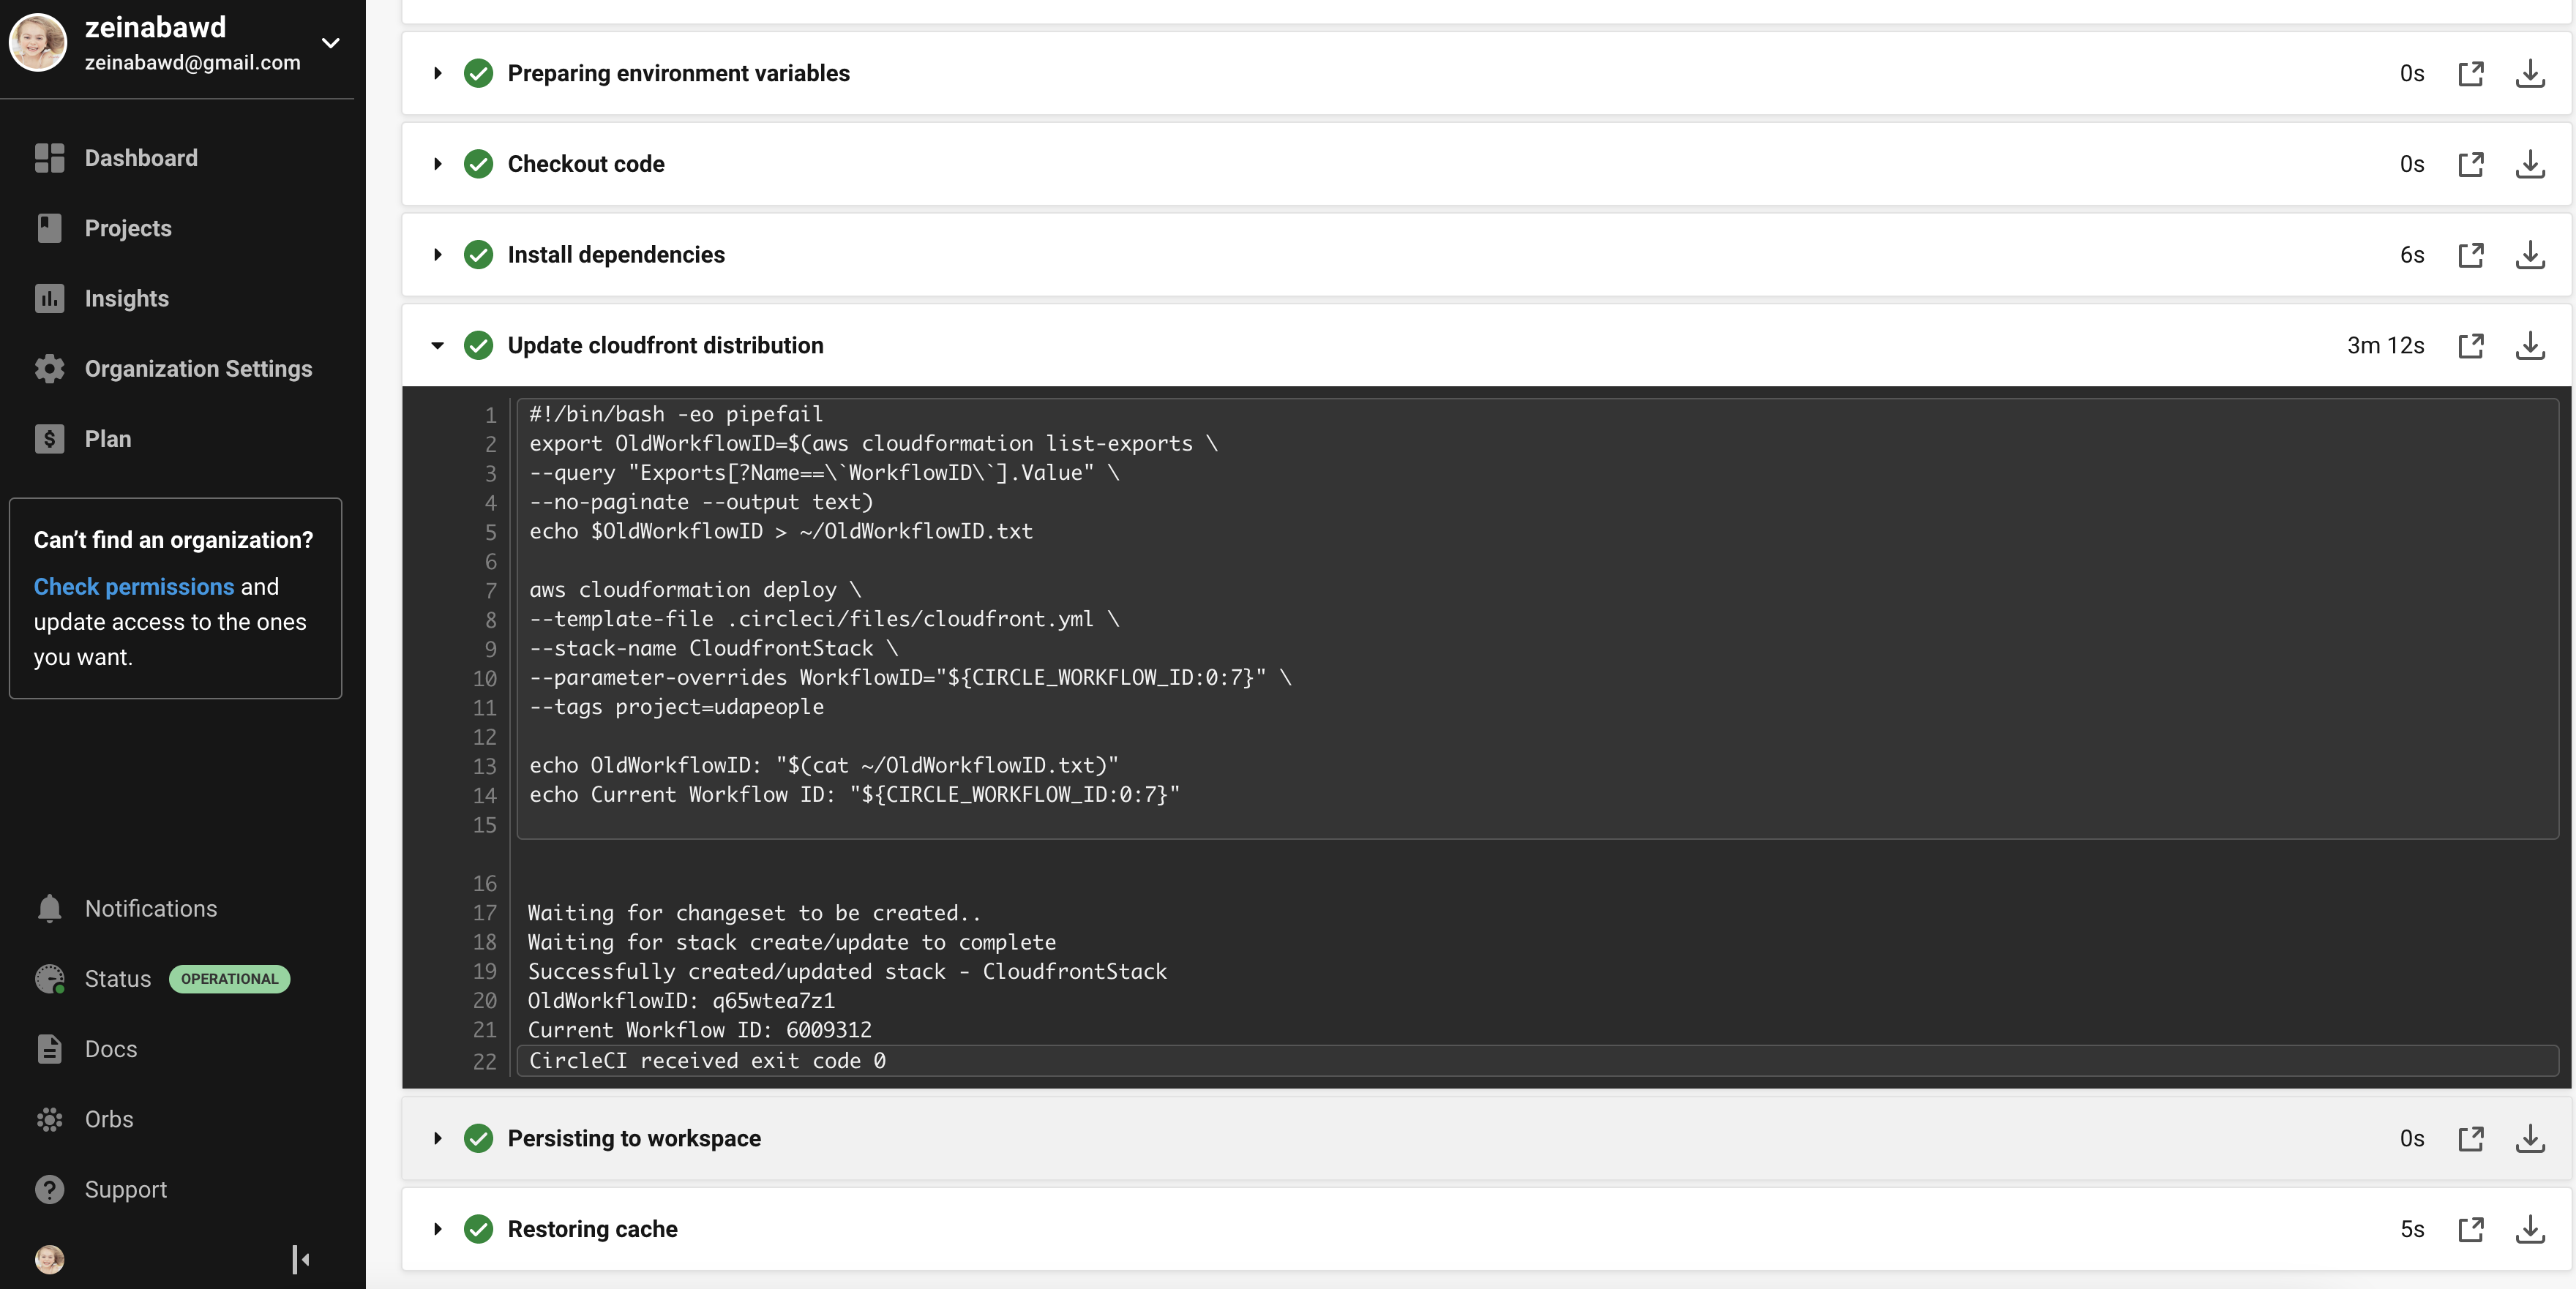 zeinabawd
zeinabawd@gmail.com
Dashboard
Projects
Insights
Organization Settings
Plan
Can’t find an organization?
Check permissions and
update access to the ones
you want.
Notifications
Status OPERATIONAL
Docs
Orbs
Support
Preparing environment variables 0s
Checkout code 0s
Install dependencies 6s
Update cloudfront distribution 3m 12s
1 #!/bin/bash -eo pipefail
2 export OldWorkflowID=$(aws cloudformation list-exports \
3 --query "Exports[?Name==\`WorkflowID\`].Value" \
4 --no-paginate --output text)
5 echo $OldWorkflowID > ~/OldWorkflowID.txt
6
7 aws cloudformation deploy \
8 --template-file .circleci/files/cloudfront.yml \
9 --stack-name CloudfrontStack \
10 --parameter-overrides WorkflowID="${CIRCLE_WORKFLOW_ID:0:7}" \
11 --tags project=udapeople
12
13 echo OldWorkflowID: "$(cat ~/OldWorkflowID.txt)"
14 echo Current Workflow ID: "${CIRCLE_WORKFLOW_ID:0:7}"
15
16
17 Waiting for changeset to be created..
18 Waiting for stack create/update to complete
19 Successfully created/updated stack - CloudfrontStack
20 OldWorkflowID: q65wtea7z1
21 Current Workflow ID: 6009312
22 CircleCI received exit code 0
Persisting to workspace 0s
Restoring cache 5s